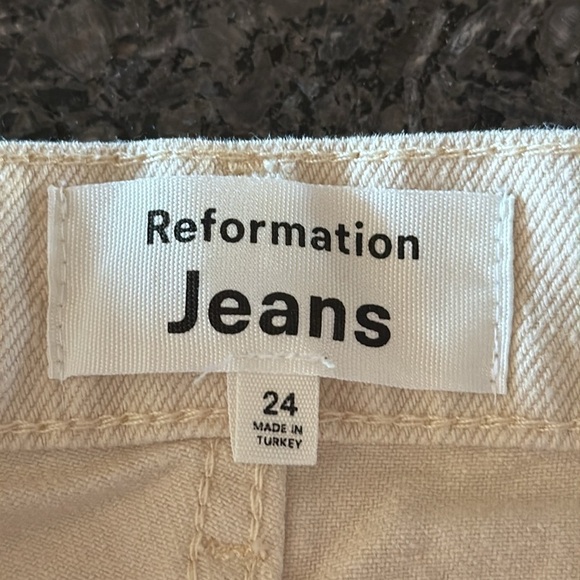 Reformation
Jeans
24
MADE IN
TURKEY